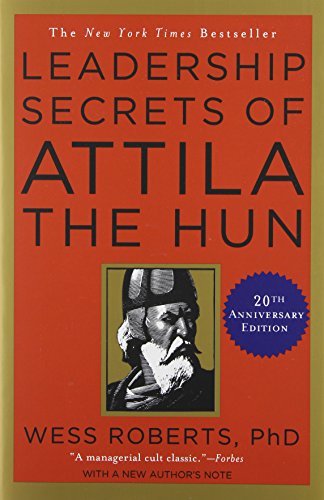 The New York Times Bestseller
LEADERSHIP
SECRETS OF
ATTILA
THE HUN
20TH
ANNIVERSARY
EDITION
WESS ROBERTS, PhD
"A managerial cult classic."—Forbes
WITH A NEW AUTHOR'S NOTE